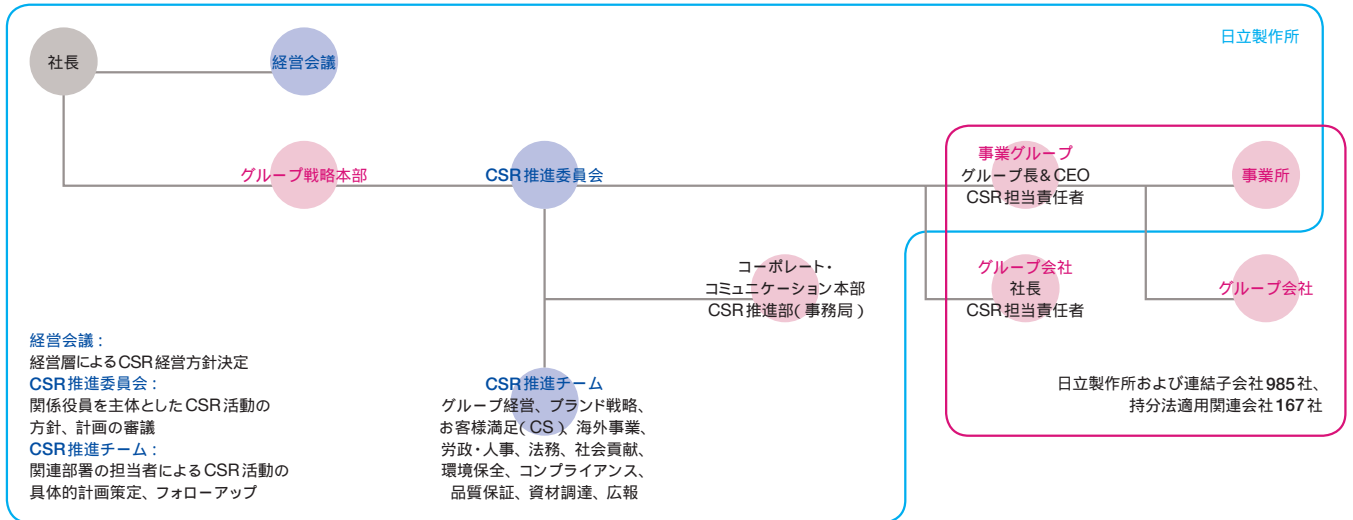 日立製作所
社長
経営会議
グループ戦略本部
CSR推進委員会
事業グループ
グループ長&CEO
CSR担当責任者
事業所
コーポレート・
コミュニケーション本部
CSR推進部(事務局)
グループ会社
社長
CSR担当責任者
グループ会社
経営会議:
経営層によるCSR経営方針決定
CSR推進委員会:
関係役員を主体としたCSR活動の
方針、計画の審議
CSR推進チーム:
関連部署の担当者によるCSR活動の
具体的計画策定、フォローアップ
CSR推進チーム
グループ経営、ブランド戦略、
お客様満足(CS)、海外事業、
労政・人事、法務、社会貢献、
環境保全、コンプライアンス、
品質保証、資材調達、広報
日立製作所および連結子会社985社、
持分法適用関連会社167社